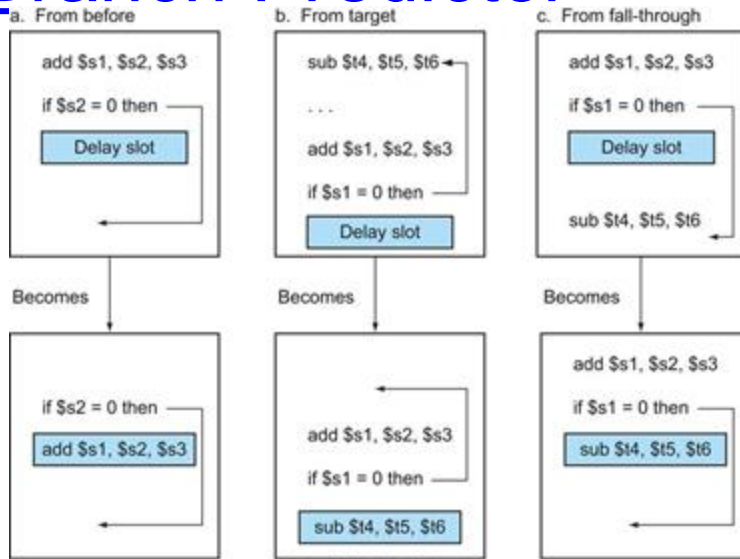 a. From before
add $s1, $s2, $s3
if $s2 = 0 then
Delay slot
Becomes
if $s2 = 0 then
add $s1, $s2, $s3
b. From target
sub $t4, $t5, $t6
. . .
add $s1, $s2, $s3
if $s1 = 0 then
Delay slot
Becomes
add $s1, $s2, $s3
if $s1 = 0 then
sub $t4, $t5, $t6
c. From fall-through
add $s1, $s2, $s3
if $s1 = 0 then
Delay slot
sub $t4, $t5, $t6
Becomes
add $s1, $s2, $s3
if $s1 = 0 then
sub $t4, $t5, $t6